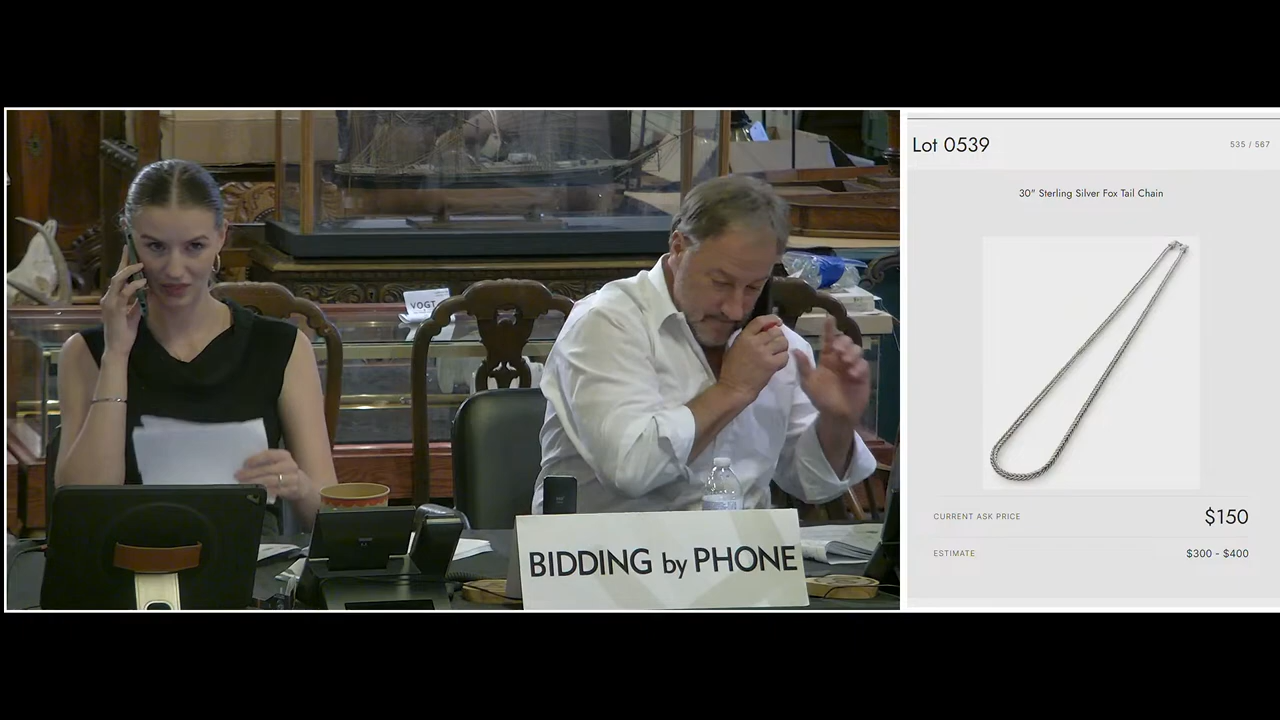 VOGT
BIDDING by PHONE
Lot 0539
535 / 587
30" Sterling Silver Fox Tail Chain
CURRENT ASK PRICE
$150
ESTIMATE
$300 - $400